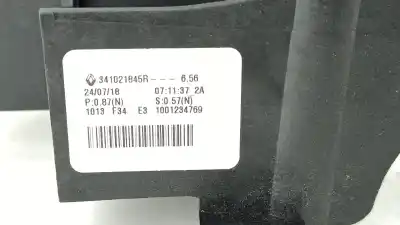 341021845R--- 6.56
24/07/18 07:11:37 2A
P:0.87(N) S:0.57(N)
1013 F34 E3 1001234769